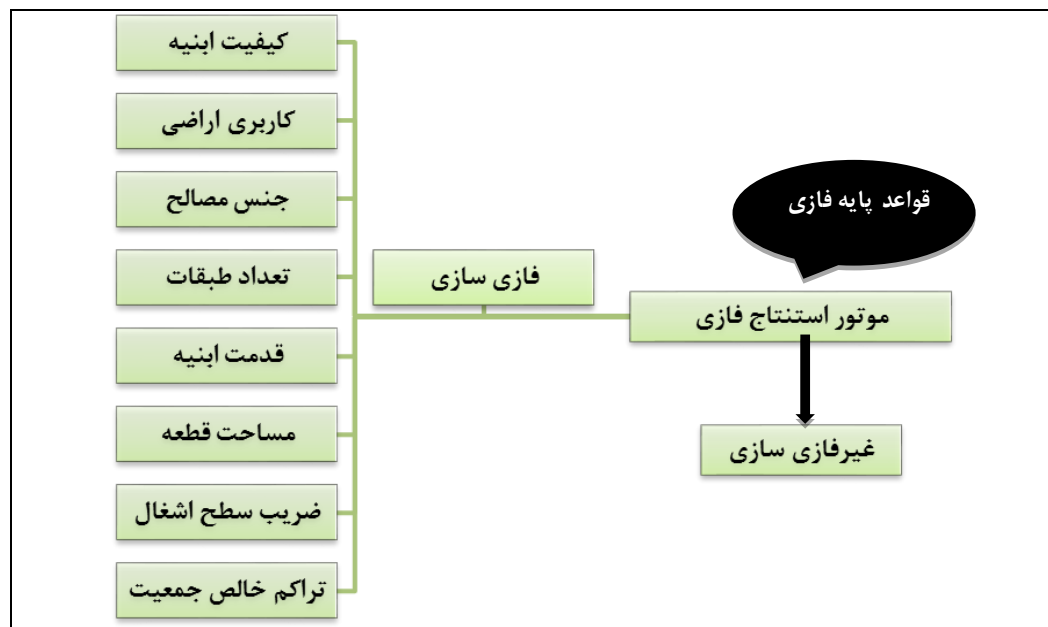 کیفیت ابنیه
کاربری اراضی
جنس مصالح
تعداد طبقات
قدمت ابنیه
مساحت قطعه
ضریب سطح اشغال
تراکم خالص جمعیت
فازی سازی
قواعد پایه فازی
موتور استنتاج فازی
غیرفازی سازی